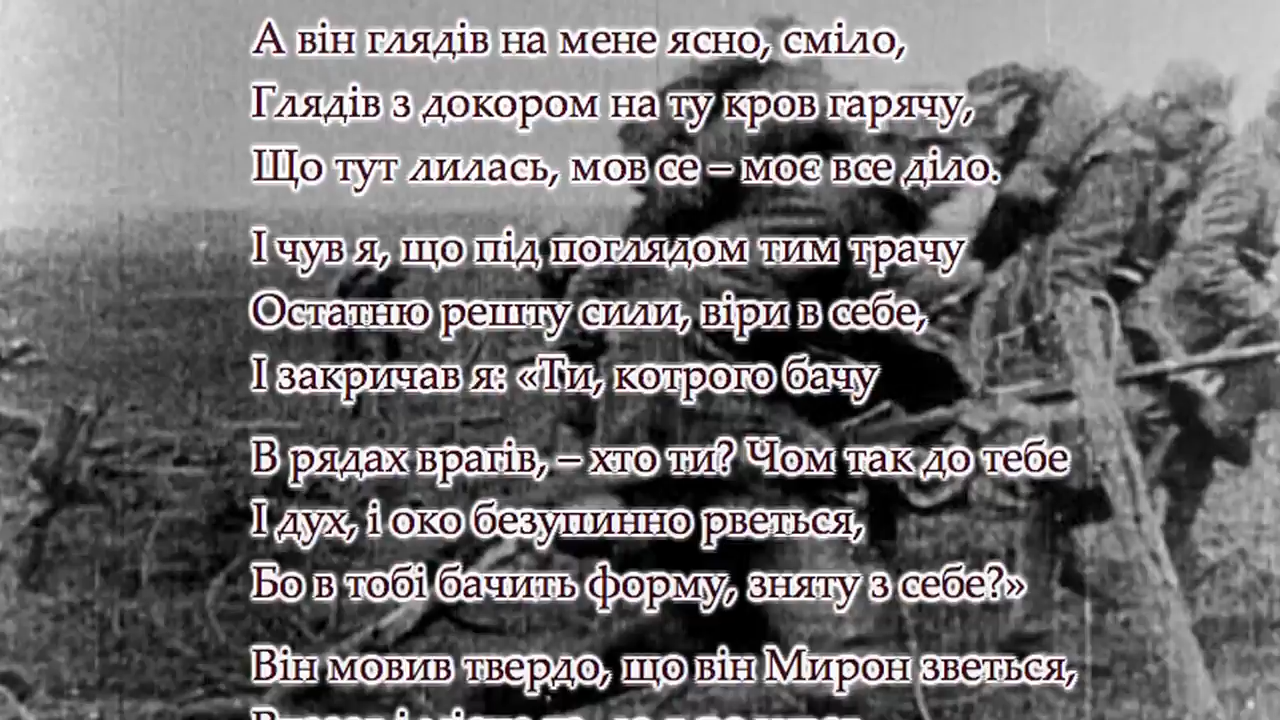 А він глядів на мене ясно, сміло,
Глядів з докором на ту кров гарячу,
Що тут лилась, мов се – моє все діло.
І чув я, що під поглядом тим трачу
Остатню решту сили, віри в себе,
І закричав я: «Ти, котрого бачу
В рядах врагів, – хто ти? Чом так до тебе
І дух, і око безупинно рветься,
Бо в тобі бачить форму, зняту з себе?»
Він мовив твердо, що він Мирон зветься,